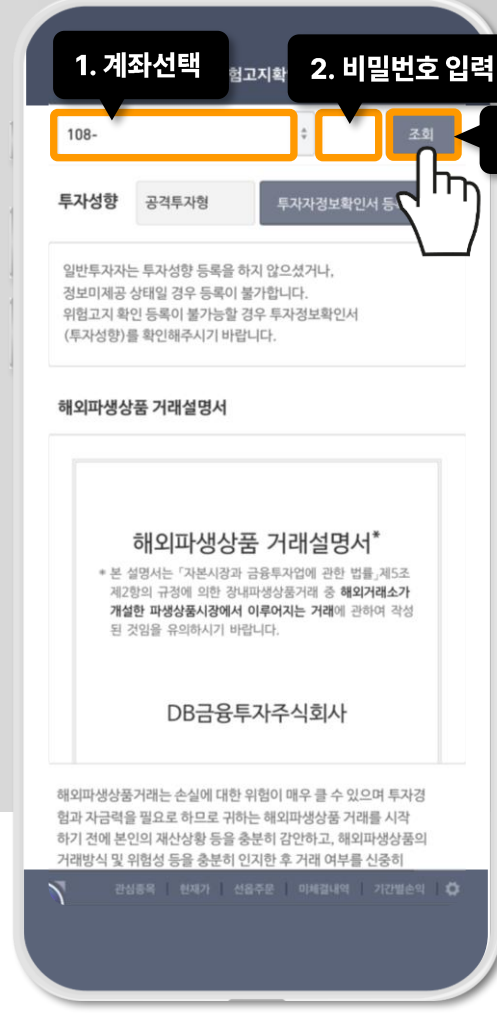 1. 계좌선택
험고지확
2. 비밀번호 입력
108-
조회
투자성향
공격투자형
투자자정보확인서 등
일반투자자는 투자성향 등록을 하지 않으셨거나,
정보미제공 상태일 경우 등록이 불가합니다.
위험고지 확인 등록이 불가능할 경우 투자정보확인서
(투자성향)를 확인해주시기 바랍니다.
해외파생상품 거래설명서
해외파생상품 거래설명서*
* 본 설명서는 「자본시장과 금융투자업에 관한 법률」제5조
제2항의 규정에 의한 장내파생상품거래 중 해외거래소가
개설한 파생상품시장에서 이루어지는 거래에 관하여 작성
된 것임을 유의하시기 바랍니다.
DB금융투자주식회사
해외파생상품거래는 손실에 대한 위험이 매우 클 수 있으며 투자경
험과 자금력을 필요로 하므로 귀하는 해외파생상품 거래를 시작
하기 전에 본인의 재산상황 등을 충분히 감안하고, 해외파생상품의
거래방식 및 위험성 등을 충분히 인지한 후 거래 여부를 신중히
관심종목 | 현재가 | 선옵주문 | 미체결내역 | 기간별손익